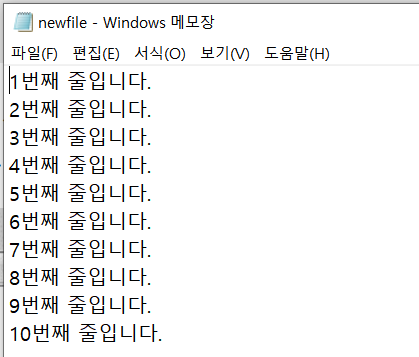 newfile - Windows 메모장
파일(F) 편집(E) 서식(O) 보기(V) 도움말(H)
1번째 줄입니다.
2번째 줄입니다.
3번째 줄입니다.
4번째 줄입니다.
5번째 줄입니다.
6번째 줄입니다.
7번째 줄입니다.
8번째 줄입니다.
9번째 줄입니다.
10번째 줄입니다.